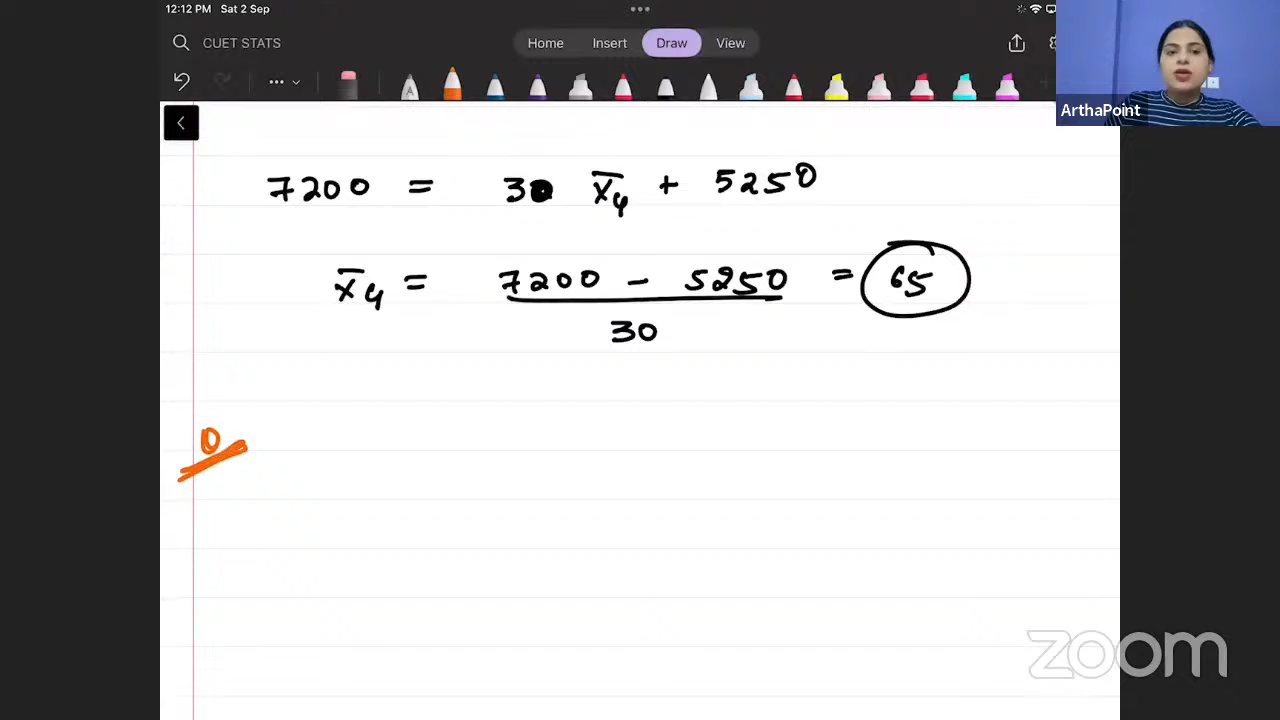 12:12 PM Sat 2 Sep
CUET STATS Home Insert Draw View
ArthaPoint
7200 = 30 x̄₄ + 5250
x̄₄ = 7200 - 5250 = 65
30
Q
zoom